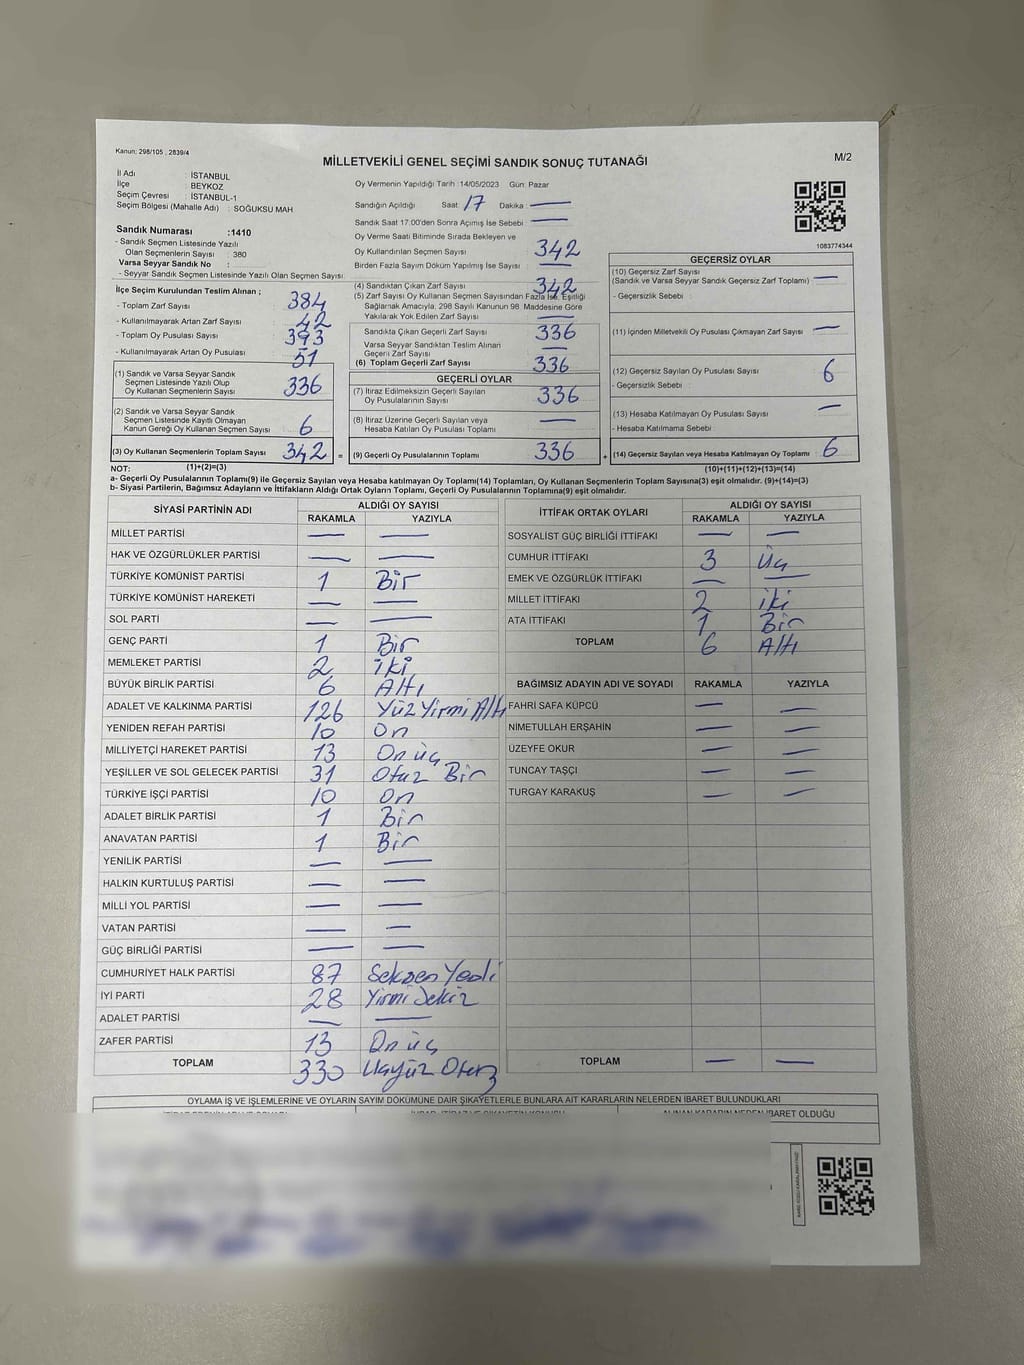 Kanun: 298/105 , 2839/4
MİLLETVEKİLİ GENEL SEÇİMİ SANDIK SONUÇ TUTANAĞI
M/2
İl Adı : İSTANBUL
İlçe : BEYKOZ
Seçim Çevresi : İSTANBUL-1
Seçim Bölgesi (Mahalle Adı) : SOĞUKSU MAH
Sandık Numarası :1410
- Sandık Seçmen Listesinde Yazılı
Olan Seçmenlerin Sayısı : 380
Varsa Seyyar Sandık No :
- Seyyar Sandık Seçmen Listesinde Yazılı Olan Seçmen Sayısı:
Oy Vermenin Yapıldığı Tarih :14/05/2023 Gün: Pazar
Sandığın Açıldığı Saat: 17 Dakika : —
Sandık Saat 17:00'den Sonra Açımış İse Sebebi : —
Oy Verme Saati Bitiminde Sırada Bekleyen ve
Oy Kullandırılan Seçmen Sayısı : 342
Birden Fazla Sayım Döküm Yapılmış İse Sayısı : —
1083774344
İlçe Seçim Kurulundan Teslim Alınan ;
- Toplam Zarf Sayısı : 384
- Kullanılmayarak Artan Zarf Sayısı : 42
- Toplam Oy Pusulası Sayısı : 393
- Kullanılmayarak Artan Oy Pusulası : 51
(1) Sandık ve Varsa Seyyar Sandık
Seçmen Listesinde Yazılı Olup
Oy Kullanan Seçmenlerin Sayısı : 336
(2) Sandık ve Varsa Seyyar Sandık
Seçmen Listesinde Kayıtlı Olmayan
Kanun Gereği Oy Kullanan Seçmen Sayısı : 6
(3) Oy Kullanan Seçmenlerin Toplam Sayısı : 342 =
(4) Sandıktan Çıkan Zarf Sayısı : 342
(5) Zarf Sayısı Oy Kullanan Seçmen Sayısından Fazla İse, Eşitliği
Sağlamak Amacıyla, 298 Sayılı Kanunun 98. Maddesine Göre
Yakılarak Yok Edilen Zarf Sayısı : —
Sandıkta Çıkan Geçerli Zarf Sayısı : 336
Varsa Seyyar Sandıktan Teslim Alınan
Geçerli Zarf Sayısı : —
(6) Toplam Geçerli Zarf Sayısı : 336
GEÇERLİ OYLAR
(7) İtiraz Edilmeksizin Geçerli Sayılan
Oy Pusulalarının Sayısı : 336
(8) İtiraz Üzerine Geçerli Sayılan veya
Hesaba Katılan Oy Pusulaları Toplamı : —
(9) Geçerli Oy Pusulalarının Toplamı : 336 +
GEÇERSİZ OYLAR
(10) Geçersiz Zarf Sayısı
(Sandık ve Varsa Seyyar Sandık Geçersiz Zarf Toplamı) : —
- Geçersizlik Sebebi :
(11) İçinden Milletvekili Oy Pusulası Çıkmayan Zarf Sayısı : —
(12) Geçersiz Sayılan Oy Pusulası Sayısı : 6
- Geçersizlik Sebebi :
(13) Hesaba Katılmayan Oy Pusulası Sayısı : —
- Hesaba Katılmama Sebebi :
(14) Geçersiz Sayılan veya Hesaba Katılmayan Oy Toplamı : 6
NOT: (1)+(2)=(3) (10)+(11)+(12)+(13)=(14)
a- Geçerli Oy Pusulalarının Toplamı(9) ile Geçersiz Sayılan veya Hesaba Katılmayan Oy Toplamı(14) Toplamları, Oy Kullanan Seçmenlerin Toplam Sayısına(3) eşit olmalıdır. (9)+(14)=(3)
b- Siyasi Partilerin, Bağımsız Adayların ve İttifakların Aldığı Ortak Oyların Toplamı, Geçerli Oy Pusulalarının Toplamına(9) eşit olmalıdır.
SİYASİ PARTİNİN ADI ALDIĞI OY SAYISI
RAKAMLA YAZIYLA
MİLLET PARTİSİ — —
HAK VE ÖZGÜRLÜKLER PARTİSİ — —
TÜRKİYE KOMÜNİST PARTİSİ 1 Bir
TÜRKİYE KOMÜNİST HAREKETİ — —
SOL PARTİ — —
GENÇ PARTİ 1 Bir
MEMLEKET PARTİSİ 2 iki
BÜYÜK BİRLİK PARTİSİ 6 Altı
ADALET VE KALKINMA PARTİSİ 126 Yüz Yirmi Altı
YENİDEN REFAH PARTİSİ 10 On
MİLLİYETÇİ HAREKET PARTİSİ 13 On üç
YEŞİLLER VE SOL GELECEK PARTİSİ 31 Otuz Bir
TÜRKİYE İŞÇİ PARTİSİ 10 On
ADALET BİRLİK PARTİSİ 1 Bir
ANAVATAN PARTİSİ 1 Bir
YENİLİK PARTİSİ — —
HALKIN KURTULUŞ PARTİSİ — —
MİLLİ YOL PARTİSİ — —
VATAN PARTİSİ — —
GÜÇ BİRLİĞİ PARTİSİ — —
CUMHURİYET HALK PARTİSİ 87 Seksen Yedi
İYİ PARTİ 28 Yirmi Sekiz
ADALET PARTİSİ — —
ZAFER PARTİSİ 13 On üç
TOPLAM 330 Üçyüz Otuz
İTTİFAK ORTAK OYLARI ALDIĞI OY SAYISI
RAKAMLA YAZIYLA
SOSYALİST GÜÇ BİRLİĞİ İTTİFAKI — —
CUMHUR İTTİFAKI 3 Üç
EMEK VE ÖZGÜRLÜK İTTİFAKI — —
MİLLET İTTİFAKI 2 iki
ATA İTTİFAKI 1 Bir
TOPLAM 6 Altı
BAĞIMSIZ ADAYIN ADI VE SOYADI RAKAMLA YAZIYLA
FAHRİ SAFA KÜPCÜ — —
NİMETULLAH ERŞAHİN — —
ÜZEYFE OKUR — —
TUNCAY TAŞÇI — —
TURGAY KARAKUŞ — —
TOPLAM — —
OYLAMA İŞ VE İŞLEMLERİNE VE OYLARIN SAYIM DÖKÜMÜNE DAİR ŞİKAYETLERLE BUNLARA AİT KARARLARIN NELERDEN İBARET BULUNDUKLARI
ALINAN KARARIN NEDEN İBARET OLDUĞU